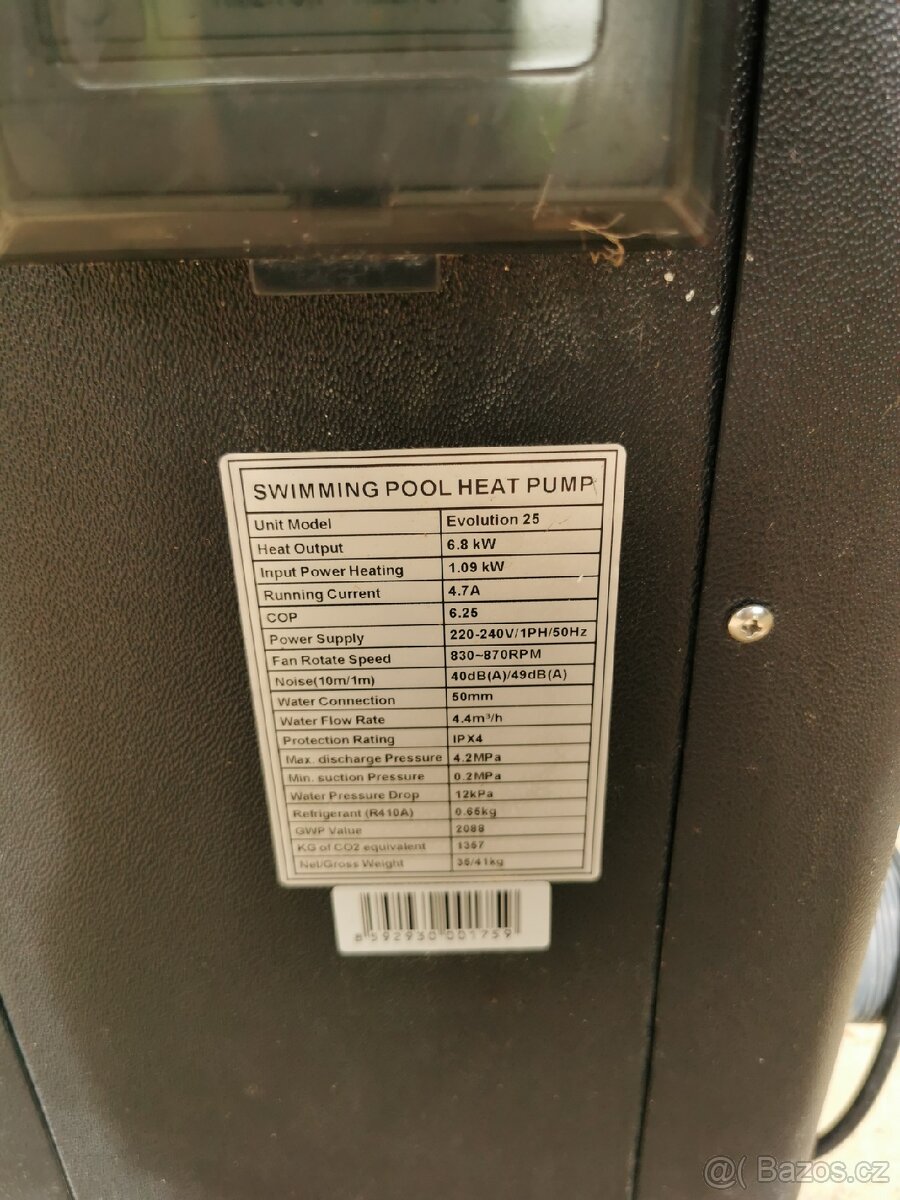 SWIMMING POOL HEAT PUMP
Unit Model Evolution 25
Heat Output 6.8 kW
Input Power Heating 1.09 kW
Running Current 4.7A
COP 6.25
Power Supply 220-240V/1PH/50Hz
Fan Rotate Speed 830~870RPM
Noise(10m/1m) 40dB(A)/49dB(A)
Water Connection 50mm
Water Flow Rate 4.4m³/h
Protection Rating IPX4
Max. discharge Pressure 4.2MPa
Min. suction Pressure 0.2MPa
Water Pressure Drop 12kPa
Refrigerant (R410A) 0.65kg
GWP Value 2088
KG of CO2 equivalent 1357
Net/Gross Weight 35/41kg
8592930001759
@( Bazos.cz